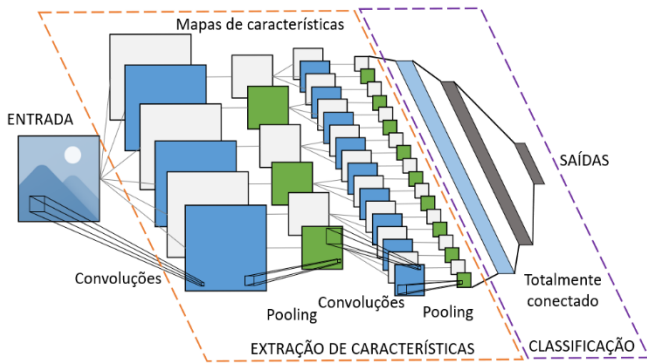 Mapas de características
ENTRADA
SAÍDAS
Convoluções
Pooling
Convoluções
Pooling
Totalmente
conectado
EXTRAÇÃO DE CARACTERÍSTICAS
CLASSIFICAÇÃO